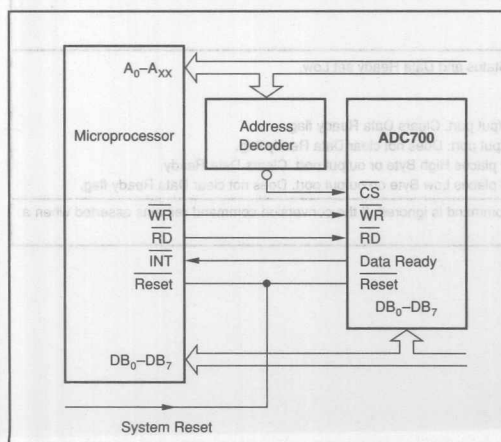 A0–AXX
Microprocessor
Address
Decoder
ADC700
CS
WR
WR
RD
RD
INT
Data Ready
Reset
Reset
DB0–DB7
DB0–DB7
System Reset